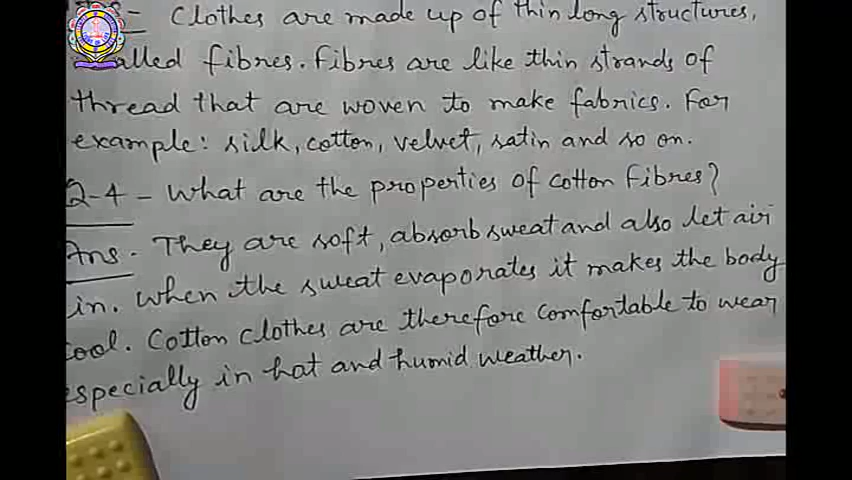 Clothes are made up of thin long structures,
called fibres. Fibres are like thin strands of
thread that are woven to make fabrics. For
example: silk, cotton, velvet, satin and so on.
Q-4 - What are the properties of cotton fibres?
Ans. They are soft, absorb sweat and also let air
in. When the sweat evaporates it makes the body
cool. Cotton clothes are therefore comfortable to wear
especially in hot and humid weather.